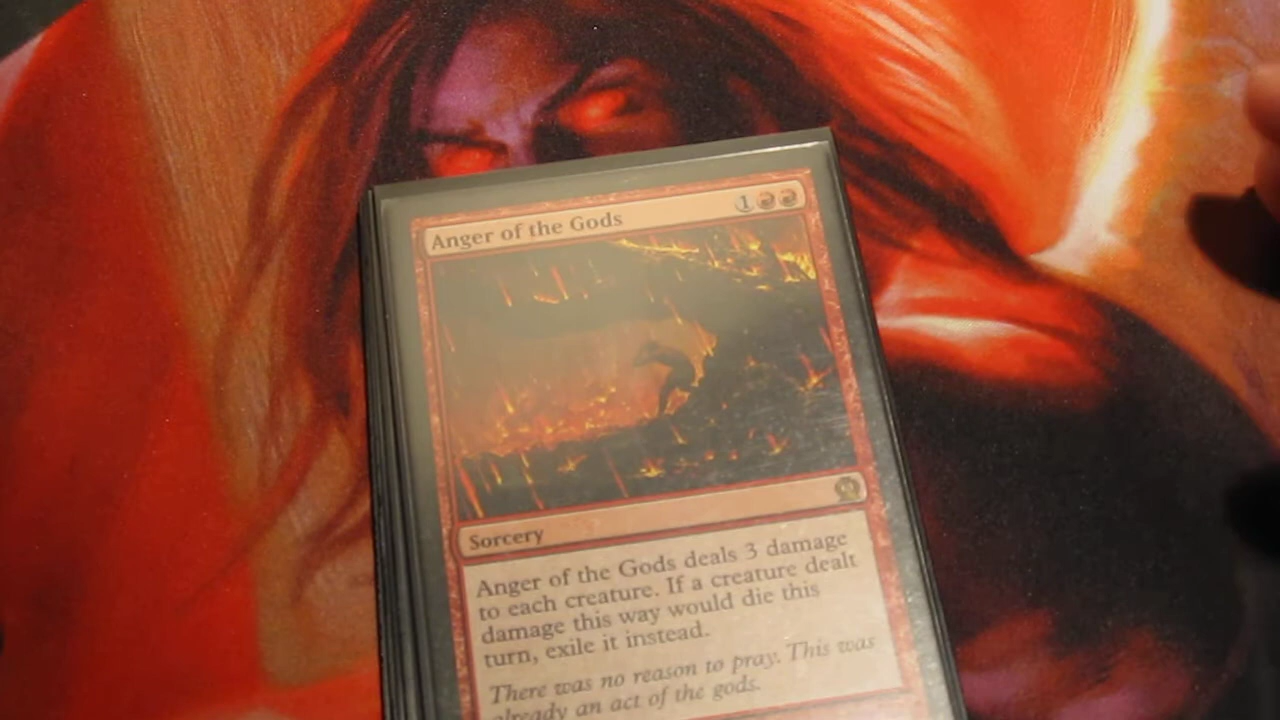 Anger of the Gods 1
Sorcery
Anger of the Gods deals 3 damage
to each creature. If a creature dealt
damage this way would die this
turn, exile it instead.
There was no reason to pray. This was
already an act of the gods.